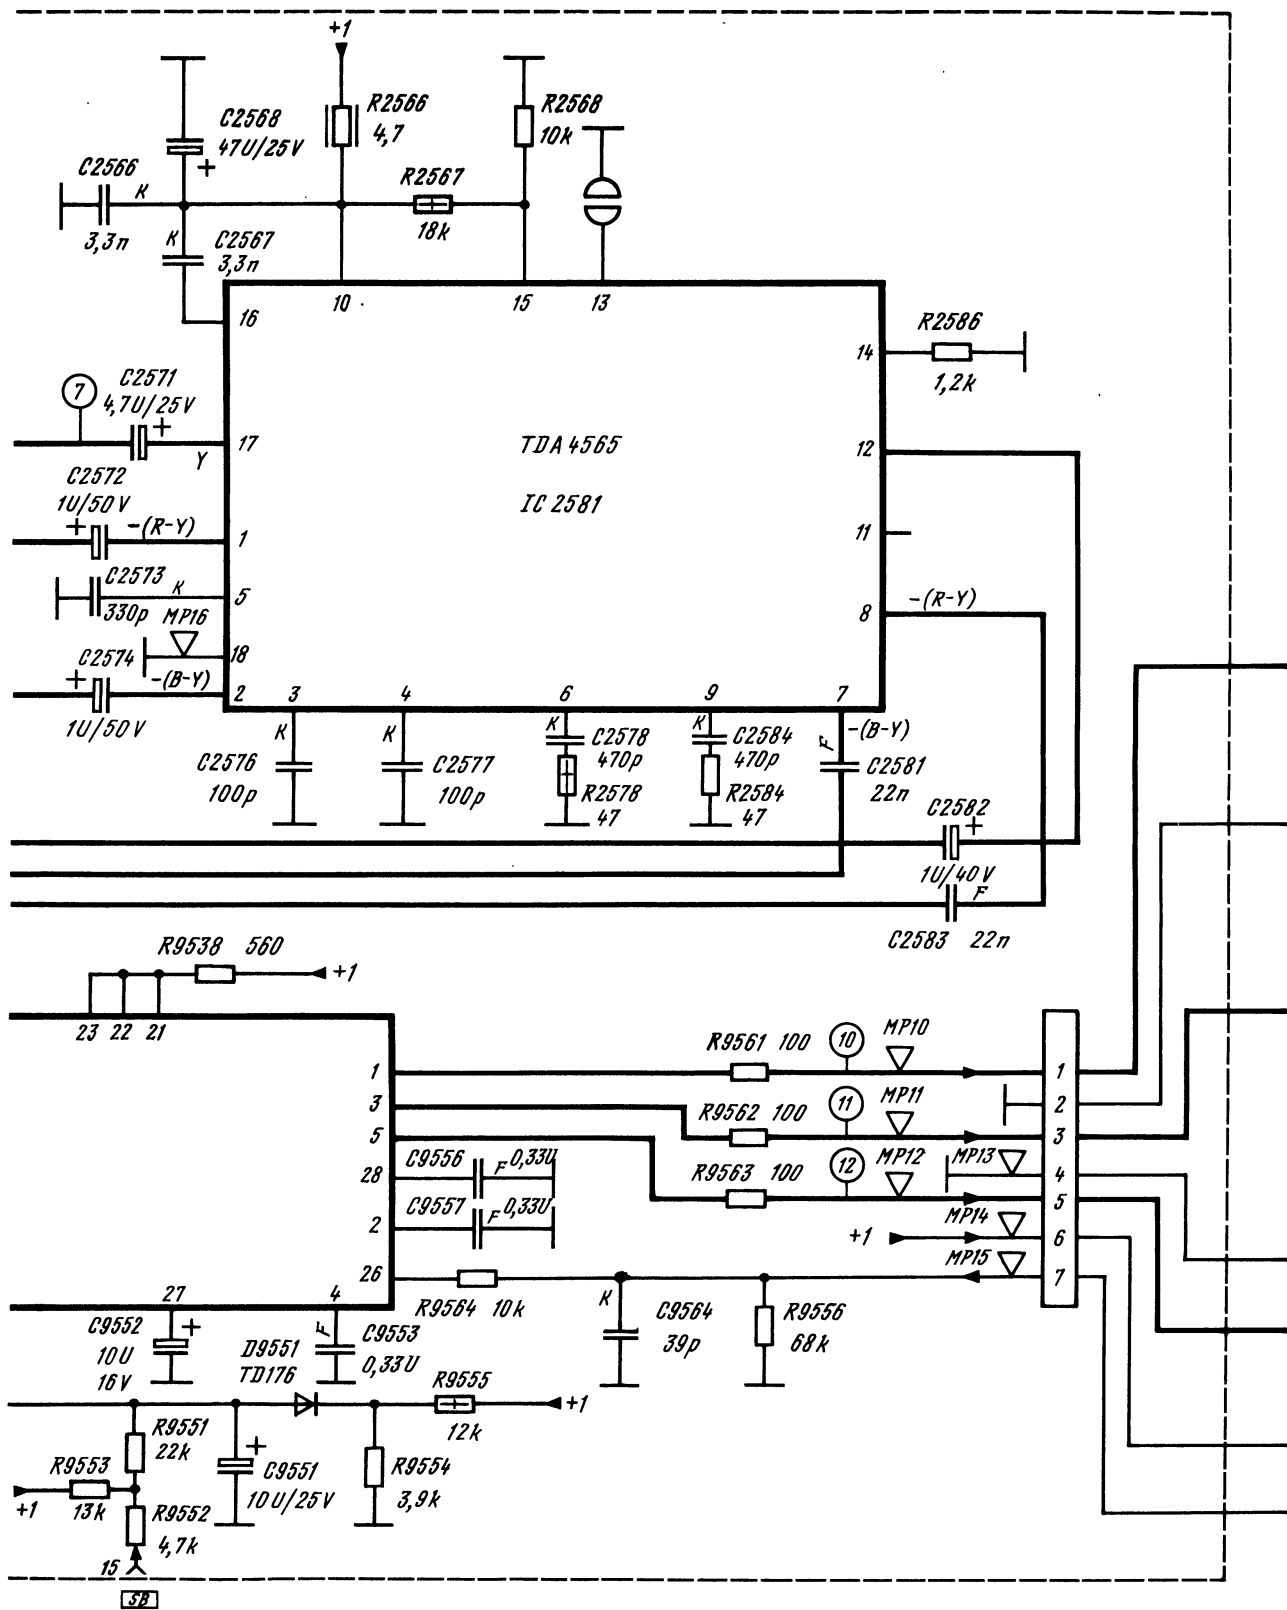 +1
C2568
47U/25V
+
R2566
4,7
R2568
10k
C2566
K
3,3n
R2567
18k
K
C2567
3,3n
10
15
13
16
R2586
1,2k
14
7
C2571
4,7U/25V
+
Y
17
TDA 4565
IC 2581
12
C2572
1U/50V
+
-(R-Y)
1
11
C2573
K
330p
5
MP16
18
8
-(R-Y)
C2574
+
-(B-Y)
1U/50V
2
3
4
6
9
7
K
K
K
K
F
-(B-Y)
C2576
100p
C2577
100p
C2578
470p
R2578
47
C2584
470p
R2584
47
C2581
22n
C2582
+
1U/40V
F
C2583 22n
R9538 560
+1
23 22 21
R9561 100
10
MP10
1
1
2
3
R9562 100
11
MP11
3
5
R9563 100
12
MP12
MP13
4
28
C9556
F
0,33U
5
2
C9557
F
0,33U
+1
MP14
6
26
R9564 10k
MP15
7
K
C9564
39p
R9556
68k
27
4
C9552
+
10U
16V
D9551
TD176
F
C9553
0,33U
R9555
12k
+1
R9551
22k
+
C9551
10U/25V
R9554
3,9k
R9553
13k
+1
R9552
4,7k
15
SB